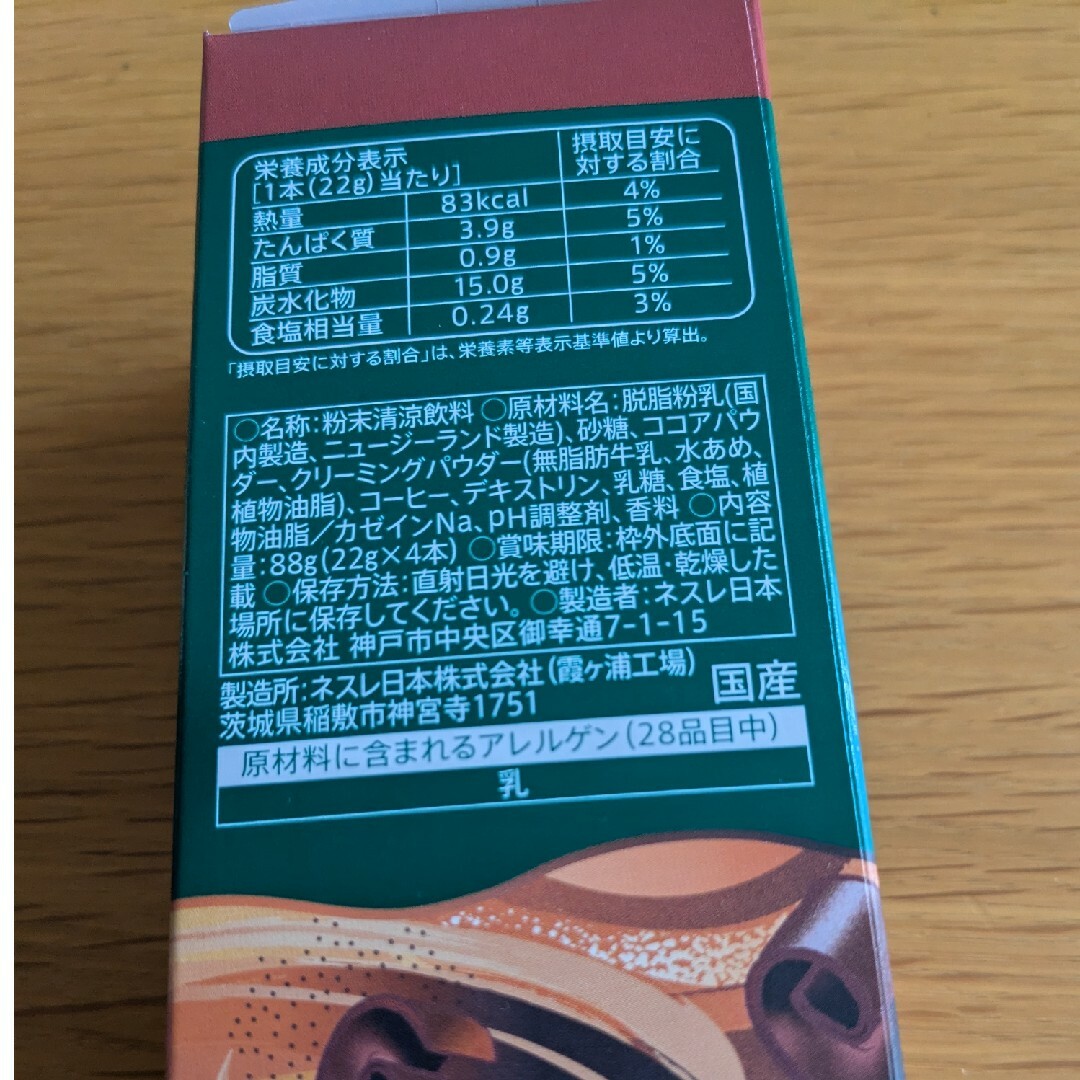 栄養成分表示
[1本(22g)当たり]
摂取目安に
対する割合
熱量 83kcal 4%
たんぱく質 3.9g 5%
脂質 0.9g 1%
炭水化物 15.0g 5%
食塩相当量 0.24g 3%
「摂取目安に対する割合」は、栄養素等表示基準値より算出。
○名称:粉末清涼飲料 ○原材料名:脱脂粉乳(国
内製造、ニュージーランド製造)、砂糖、ココアパウ
ダー、クリーミングパウダー(無脂肪牛乳、水あめ、
植物油脂)、コーヒー、デキストリン、乳糖、食塩、植
物油脂/カゼインNa、pH調整剤、香料 ○内容
量:88g(22g×4本) ○賞味期限:枠外底面に記
載 ○保存方法:直射日光を避け、低温・乾燥した
場所に保存してください。○製造者:ネスレ日本
株式会社 神戸市中央区御幸通7-1-15
製造所:ネスレ日本株式会社(霞ヶ浦工場)
茨城県稲敷市神宮寺1751
国産
原材料に含まれるアレルゲン(28品目中)
乳